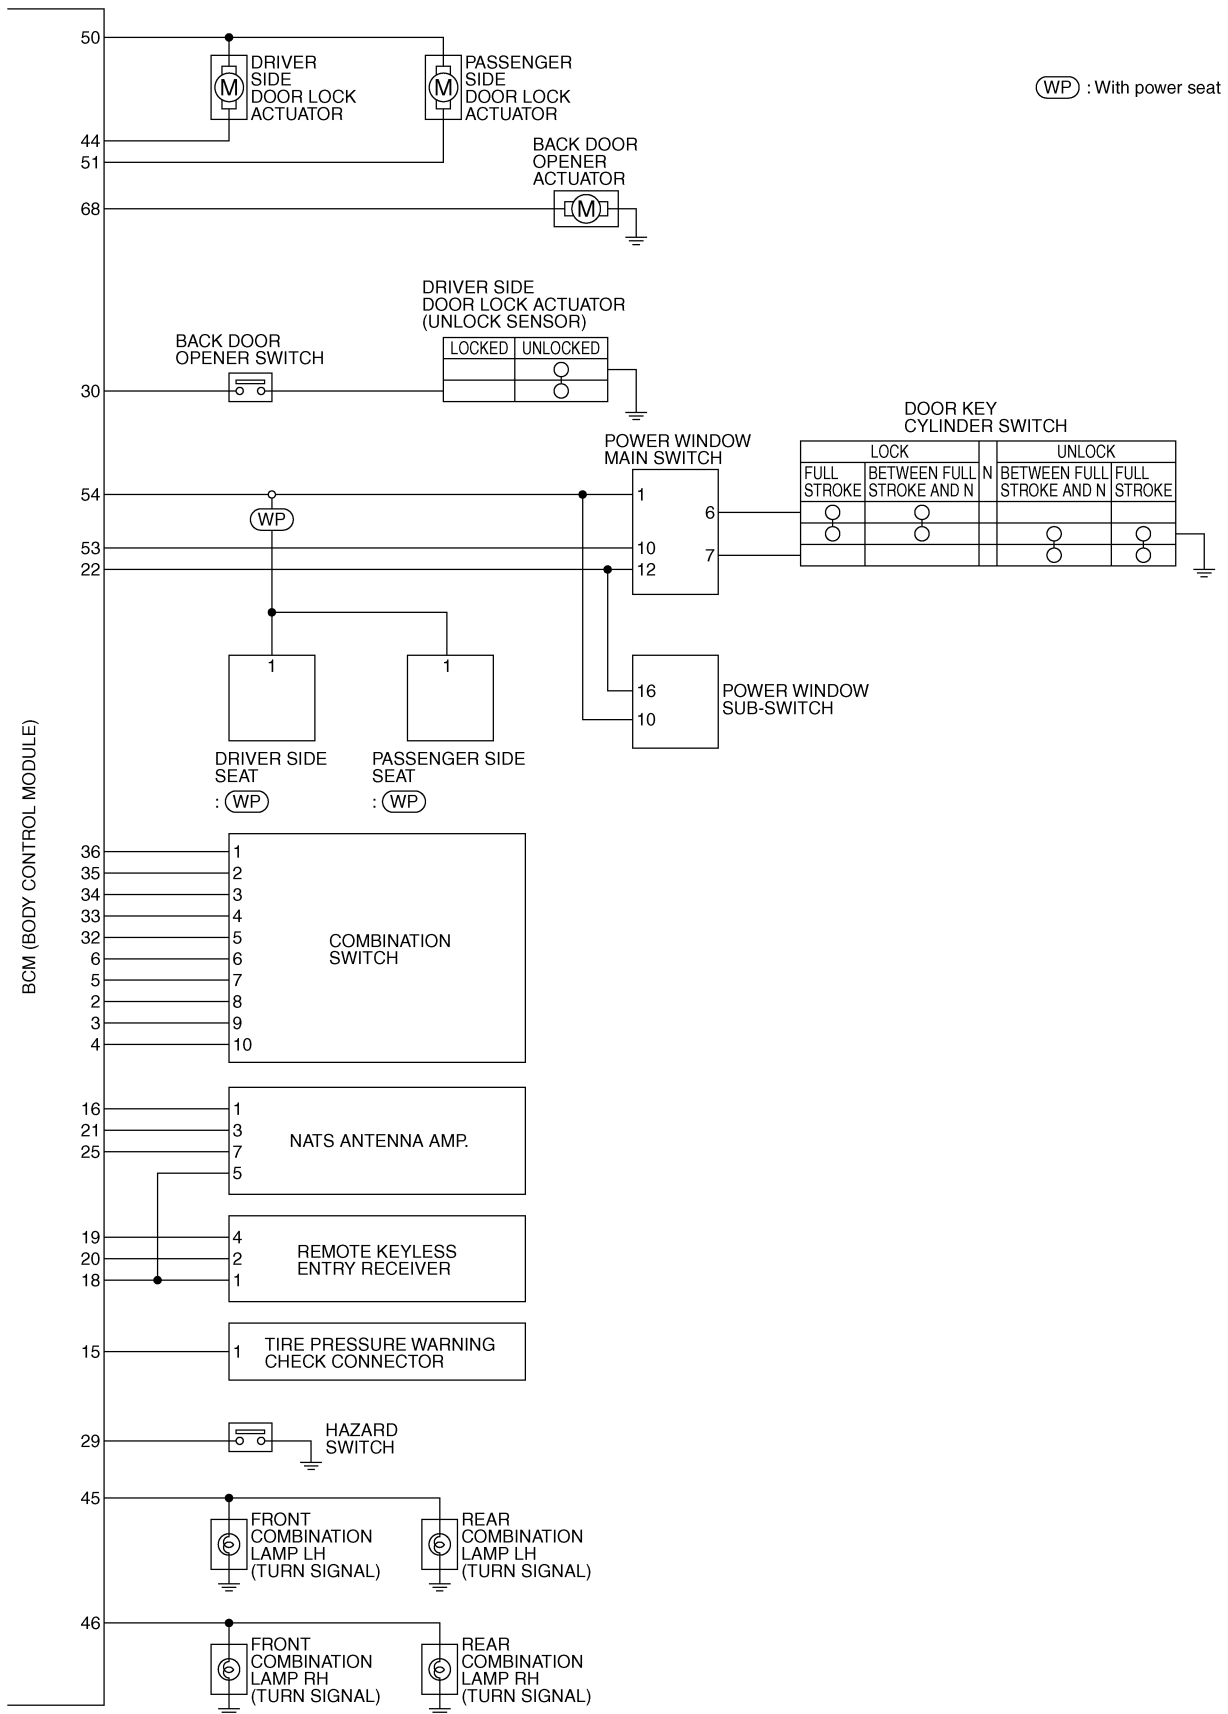 50
DRIVER
SIDE
DOOR LOCK
ACTUATOR
M
PASSENGER
SIDE
DOOR LOCK
ACTUATOR
M
WP : With power seat
44
51
BACK DOOR
OPENER
ACTUATOR
68
M
DRIVER SIDE
DOOR LOCK ACTUATOR
(UNLOCK SENSOR)
LOCKED UNLOCKED
BACK DOOR
OPENER SWITCH
30
DOOR KEY
CYLINDER SWITCH
LOCK N UNLOCK
FULL
STROKE
BETWEEN FULL
STROKE AND N
BETWEEN FULL
STROKE AND N
FULL
STROKE
POWER WINDOW
MAIN SWITCH
54
1
6
WP
53
10
7
22
12
1
1
16
10
POWER WINDOW
SUB-SWITCH
DRIVER SIDE
SEAT
: WP
PASSENGER SIDE
SEAT
: WP
BCM (BODY CONTROL MODULE)
36 1
35 2
34 3
33 4
32 5
6 6
5 7
2 8
3 9
4 10
COMBINATION
SWITCH
16 1
21 3
25 7
5
NATS ANTENNA AMP.
19 4
20 2
18 1
REMOTE KEYLESS
ENTRY RECEIVER
15 1
TIRE PRESSURE WARNING
CHECK CONNECTOR
29
HAZARD
SWITCH
45
FRONT
COMBINATION
LAMP LH
(TURN SIGNAL)
REAR
COMBINATION
LAMP LH
(TURN SIGNAL)
46
FRONT
COMBINATION
LAMP RH
(TURN SIGNAL)
REAR
COMBINATION
LAMP RH
(TURN SIGNAL)